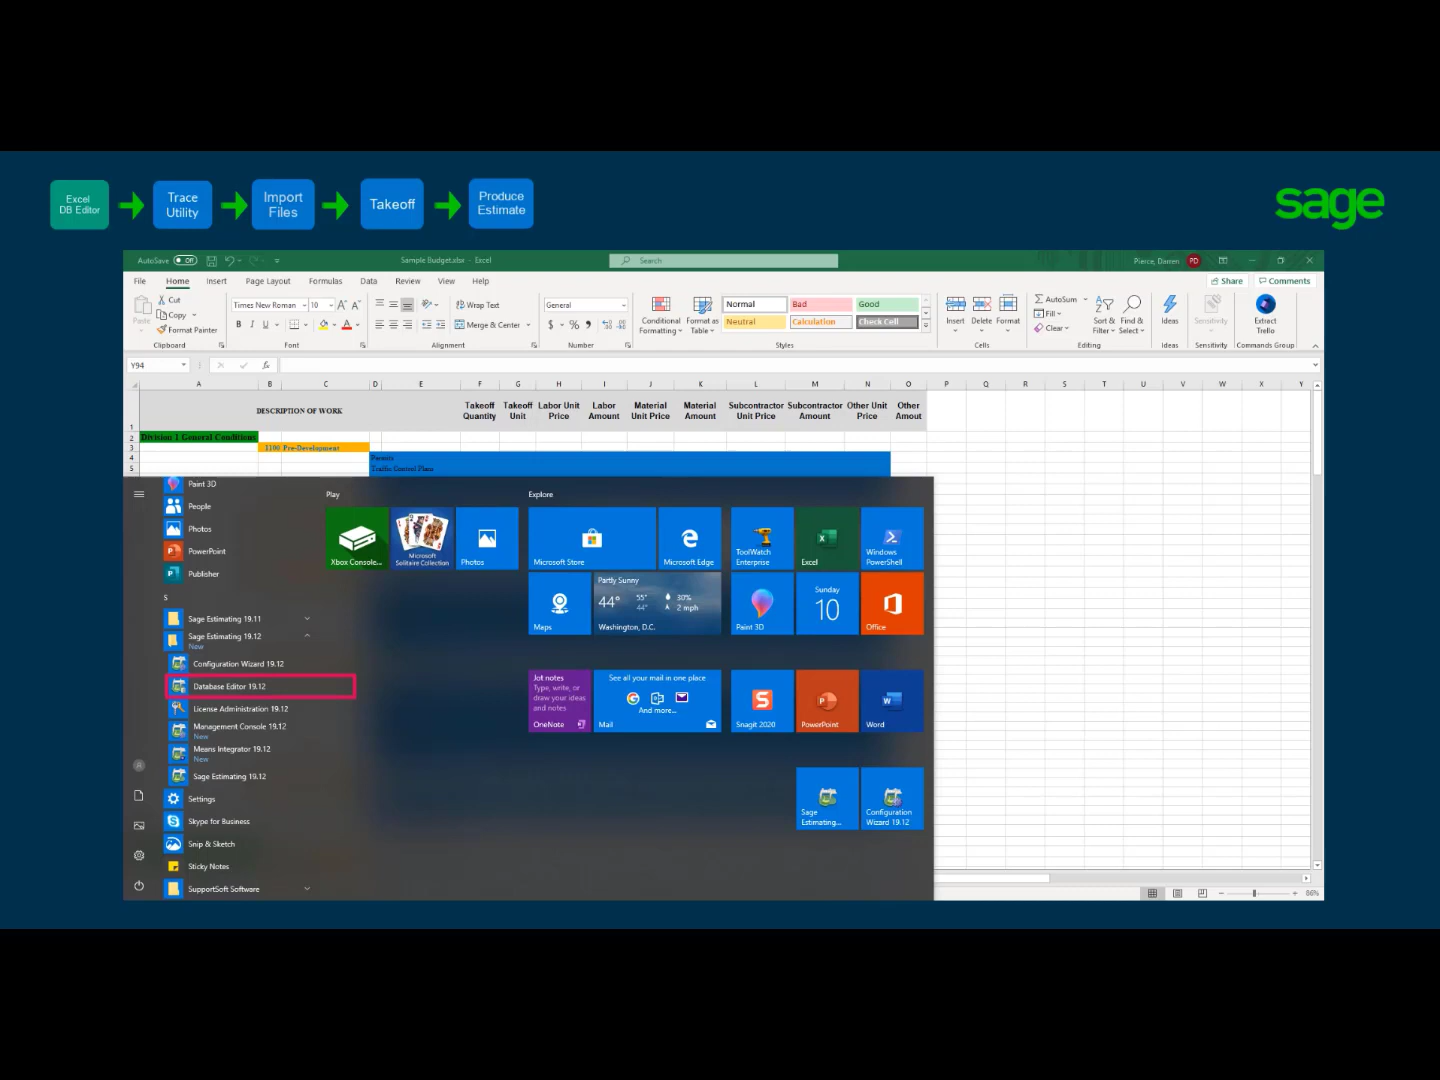 Excel
DB Editor
Trace
Utility
Import
Files
Takeoff
Produce
Estimate
sage
AutoSave Off
Sample Budget.xlsx - Excel
Search
Pierce, Darren PD
File Home Insert Page Layout Formulas Data Review View Help
Share Comments
Paste
Cut
Copy
Format Painter
Clipboard
Times New Roman 10
B I U
Font
Wrap Text
Merge & Center
Alignment
General
$ % ,
Number
Conditional
Formatting
Format as
Table
Normal Bad Good
Neutral Calculation Check Cell
Styles
Insert Delete Format
Cells
AutoSum
Fill
Clear
Sort &
Filter
Find &
Select
Editing
Ideas
Ideas
Sensitivity
Sensitivity
Extract
Trello
Commands Group
Y94
fx
A B C D E F G H I J K L M N O P Q R S T U V W X Y
1
DESCRIPTION OF WORK
Takeoff
Quantity
Takeoff
Unit
Labor Unit
Price
Labor
Amount
Material
Unit Price
Material
Amount
Subcontractor
Unit Price
Subcontractor
Amount
Other Unit
Price
Other
Amout
2 Division 1 General Conditions
3 1100 Pre-Development
4 Permits
5 Traffic Control Plans
Paint 3D
People
Photos
PowerPoint
Publisher
S
Sage Estimating 19.11
Sage Estimating 19.12
New
Configuration Wizard 19.12
Database Editor 19.12
License Administration 19.12
Management Console 19.12
New
Means Integrator 19.12
New
Sage Estimating 19.12
Settings
Skype for Business
Snip & Sketch
Sticky Notes
SupportSoft Software
Play
Xbox Console...
Microsoft
Solitaire Collection
Photos
Explore
Microsoft Store
Microsoft Edge
Maps
Partly Sunny
44° 55° 30%
44° 2 mph
Washington, D.C.
Jot notes
Type, write, or
draw your ideas
and notes
OneNote
See all your mail in one place
And more...
Mail
ToolWatch
Enterprise
Excel
Windows
PowerShell
Paint 3D
Sunday
10
Office
Snagit 2020
PowerPoint
Word
Sage
Estimating...
Configuration
Wizard 19.12
86%